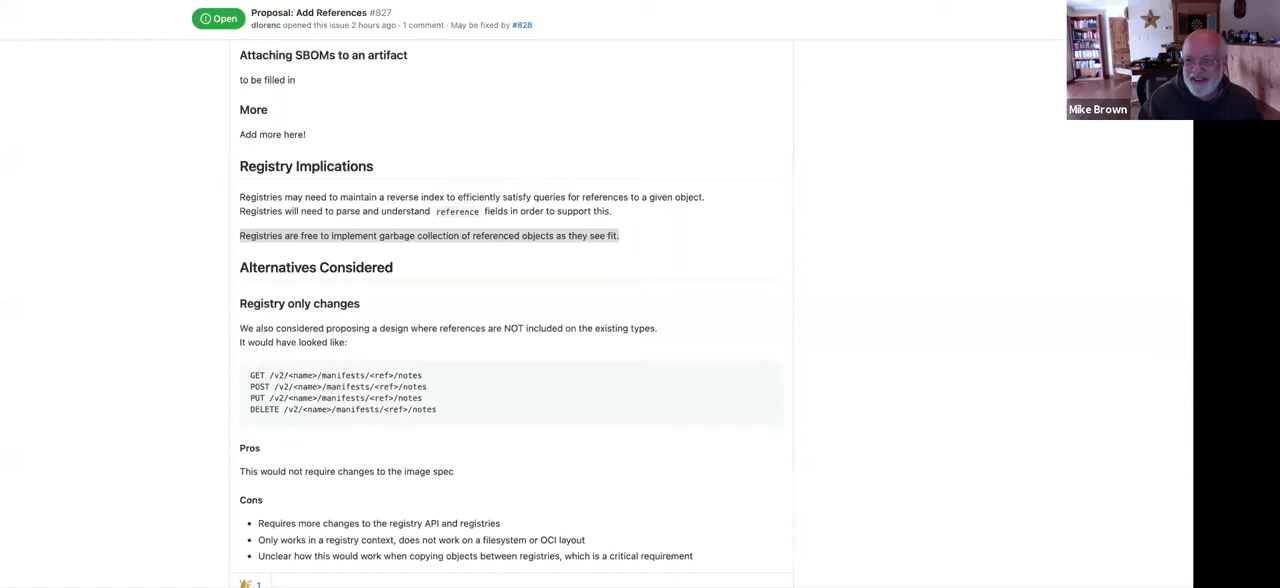 Open
Proposal: Add References #827
dlorenc opened this issue 2 hours ago · 1 comment · May be fixed by #828
Attaching SBOMs to an artifact
to be filled in
More
Add more here!
Registry Implications
Registries may need to maintain a reverse index to efficiently satisfy queries for references to a given object.
Registries will need to parse and understand reference fields in order to support this.
Registries are free to implement garbage collection of referenced objects as they see fit.
Alternatives Considered
Registry only changes
We also considered proposing a design where references are NOT included on the existing types.
It would have looked like:
GET /v2/<name>/manifests/<ref>/notes
POST /v2/<name>/manifests/<ref>/notes
PUT /v2/<name>/manifests/<ref>/notes
DELETE /v2/<name>/manifests/<ref>/notes
Pros
This would not require changes to the image spec
Cons
• Requires more changes to the registry API and registries
• Only works in a registry context, does not work on a filesystem or OCI layout
• Unclear how this would work when copying objects between registries, which is a critical requirement
🎉 1
Mike Brown